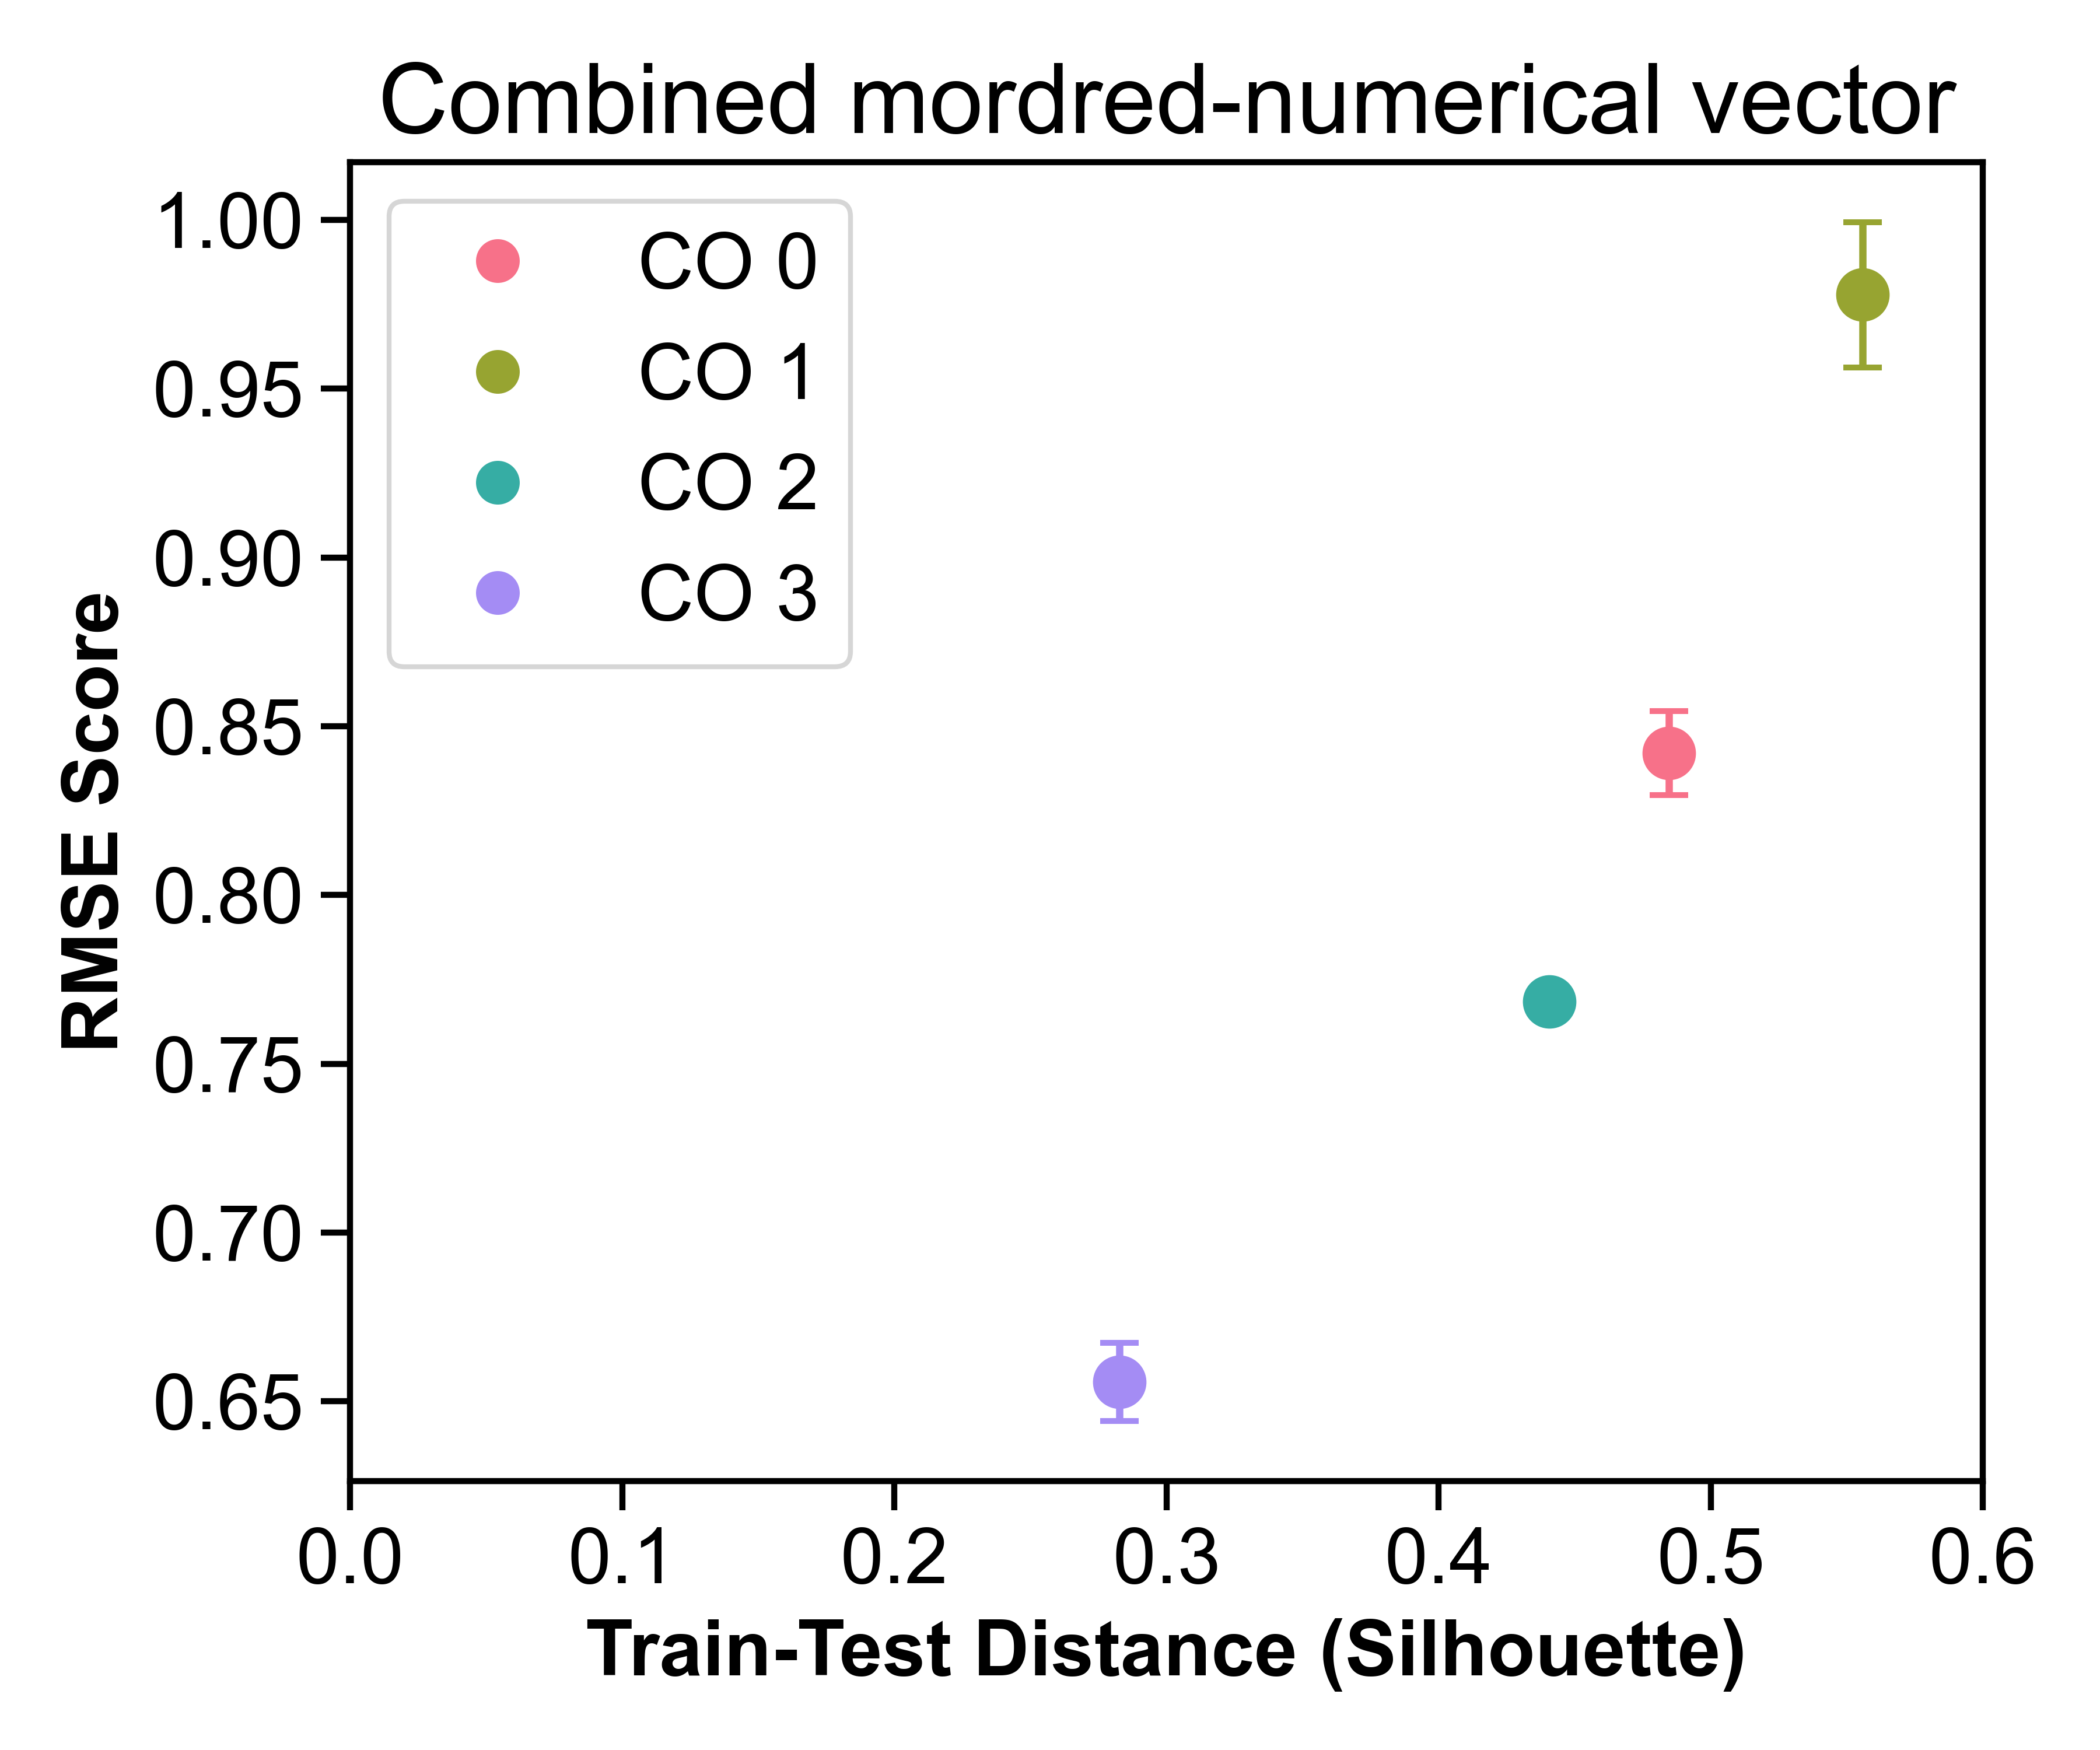 Combined mordred-numerical vector
1.00
0.95
0.90
0.85
0.80
0.75
0.70
0.65
RMSE Score
CO 0
CO 1
CO 2
CO 3
0.0 0.1 0.2 0.3 0.4 0.5 0.6
Train-Test Distance (Silhouette)